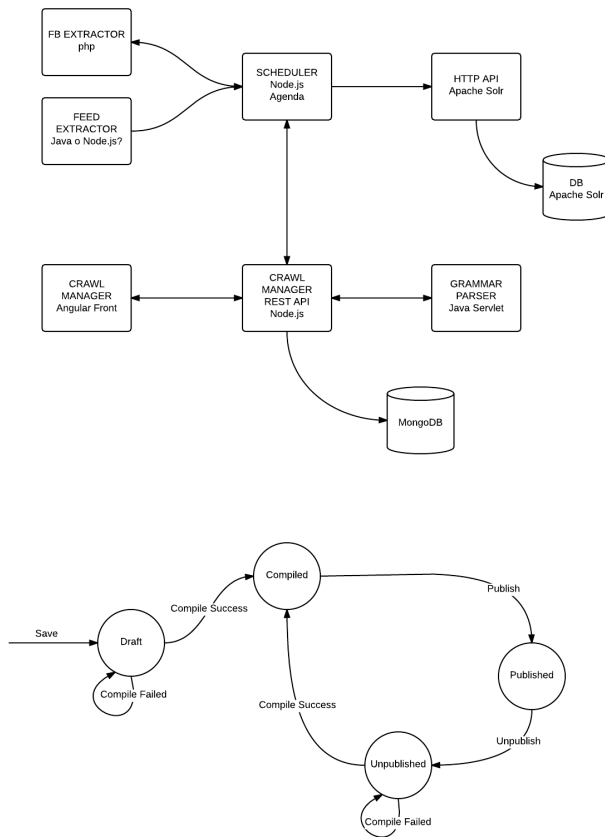 FB EXTRACTOR
php
SCHEDULER
Node.js
Agenda
HTTP API
Apache Solr
FEED
EXTRACTOR
Java o Node.js?
DB
Apache Solr
CRAWL
MANAGER
Angular Front
CRAWL
MANAGER
REST API
Node.js
GRAMMAR
PARSER
Java Servlet
MongoDB
Compiled
Publish
Compile Success
Save
Draft
Published
Compile Failed
Compile Success
Unpublish
Unpublished
Compile Failed